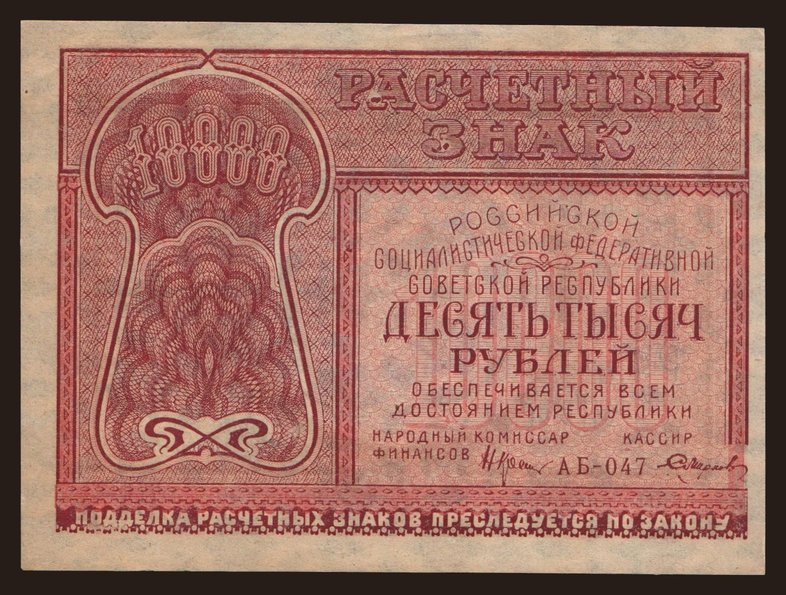 10000
РАСЧЕТНЫЙ
ЗНАК
РОССИЙСКОЙ
СОЦИАЛИСТИЧЕСКОЙ ФЕДЕРАТИВНОЙ
СОВЕТСКОЙ РЕСПУБЛИКИ
ДЕСЯТЬ ТЫСЯЧ
РУБЛЕЙ
ОБЕСПЕЧИВАЕТСЯ ВСЕМ
ДОСТОЯНИЕМ РЕСПУБЛИКИ
НАРОДНЫЙ КОМИССАР КАССИР
ФИНАНСОВ АБ-047
ПОДДЕЛКА РАСЧЕТНЫХ ЗНАКОВ ПРЕСЛЕДУЕТСЯ ПО ЗАКОНУ